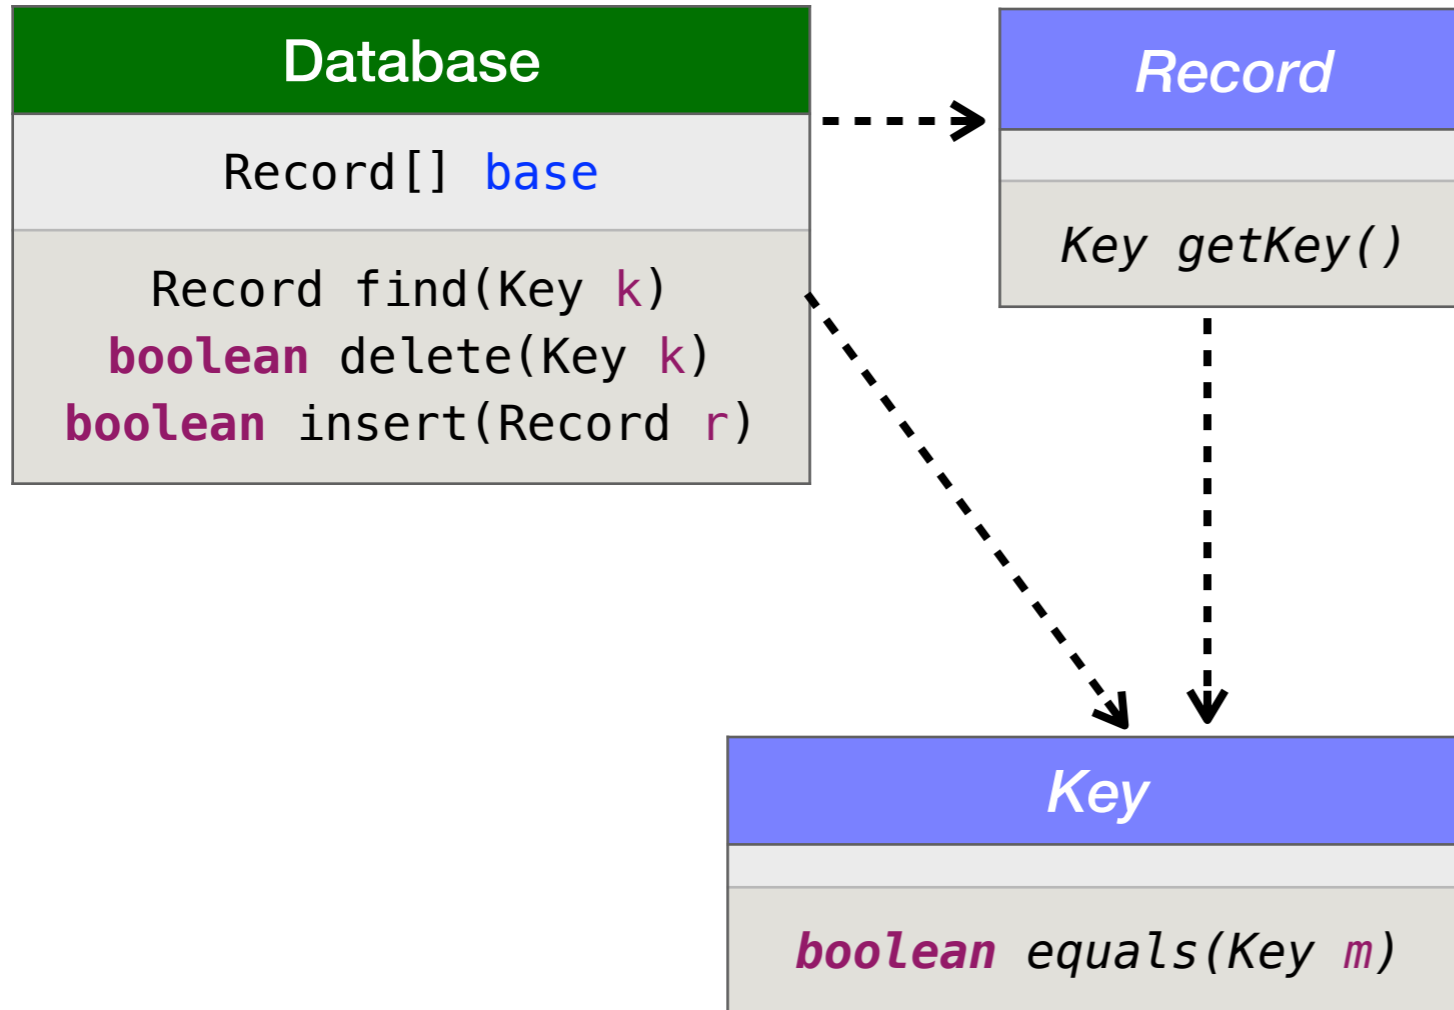 Database
Record[] base
Record find(Key k)
boolean delete(Key k)
boolean insert(Record r)
Record
Key getKey()
Key
boolean equals(Key m)